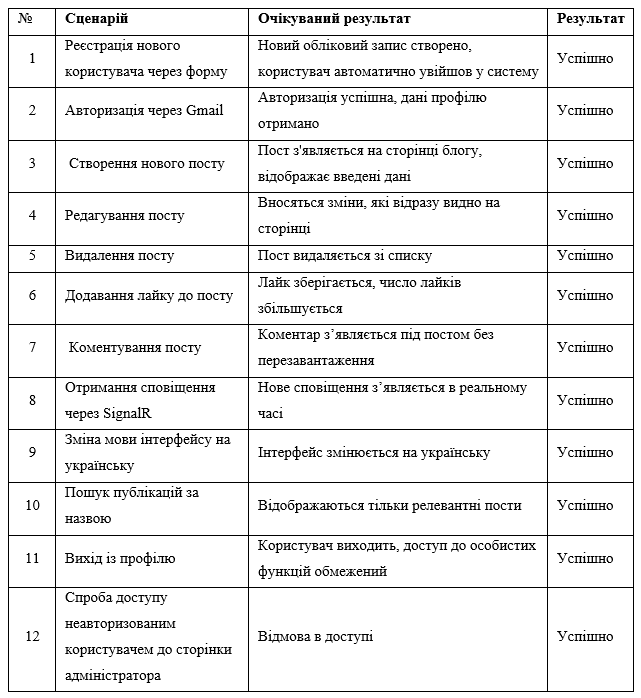 № Сценарій Очікуваний результат Результат
1 Реєстрація нового користувача через форму Новий обліковий запис створено, користувач автоматично увійшов у систему Успішно
2 Авторизація через Gmail Авторизація успішна, дані профілю отримано Успішно
3 Створення нового посту Пост з'являється на сторінці блогу, відображає введені дані Успішно
4 Редагування посту Вносяться зміни, які відразу видно на сторінці Успішно
5 Видалення посту Пост видаляється зі списку Успішно
6 Додавання лайку до посту Лайк зберігається, число лайків збільшується Успішно
7 Коментування посту Коментар з’являється під постом без перезавантаження Успішно
8 Отримання сповіщення через SignalR Нове сповіщення з’являється в реальному часі Успішно
9 Зміна мови інтерфейсу на українську Інтерфейс змінюється на українську Успішно
10 Пошук публікацій за назвою Відображаються тільки релевантні пости Успішно
11 Вихід із профілю Користувач виходить, доступ до особистих функцій обмежений Успішно
12 Спроба доступу неавторизованим користувачем до сторінки адміністратора Відмова в доступі Успішно